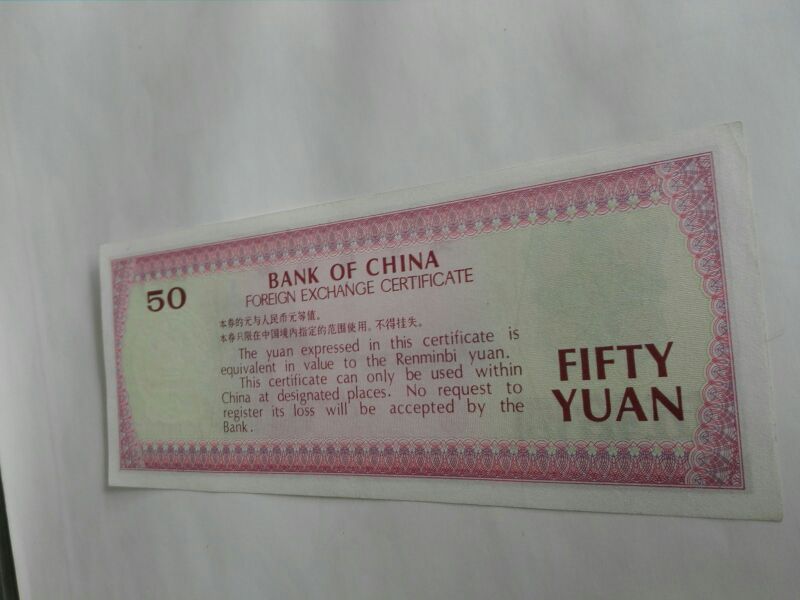 50
BANK OF CHINA
FOREIGN EXCHANGE CERTIFICATE
本券的元与人民币元等值。
本券只限在中国境内指定的范围使用。不得挂失。
The yuan expressed in this certificate is
equivalent in value to the Renminbi yuan.
This certificate can only be used within
China at designated places. No request to
register its loss will be accepted by the
Bank.
FIFTY
YUAN